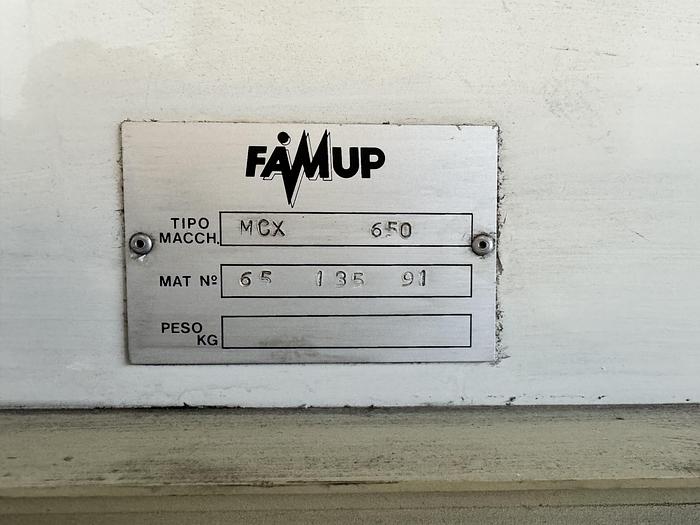 FAMUP
TIPO MACCH. MCX 650
MAT Nº 65 135 91
PESO KG